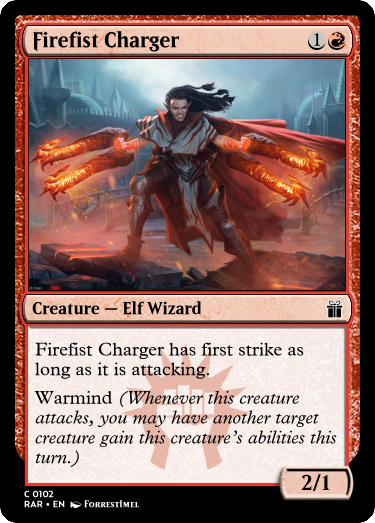 Firefist Charger 1
Creature — Elf Wizard
Firefist Charger has first strike as
long as it is attacking.
Warmind (Whenever this creature
attacks, you may have another target
creature gain this creature's abilities this
turn.)
2/1
C 0102
RAR • EN ForrestImel